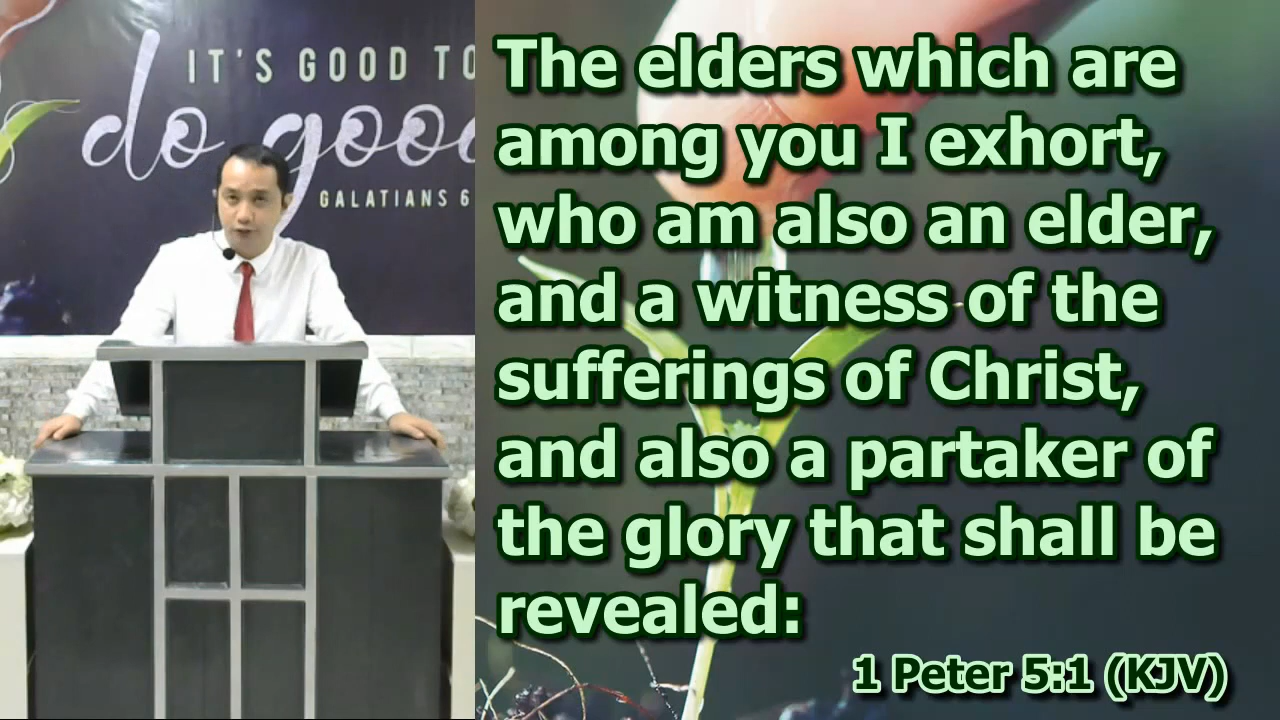 IT'S GOOD TO
do good
GALATIANS 6
The elders which are
among you I exhort,
who am also an elder,
and a witness of the
sufferings of Christ,
and also a partaker of
the glory that shall be
revealed:
1 Peter 5:1 (KJV)